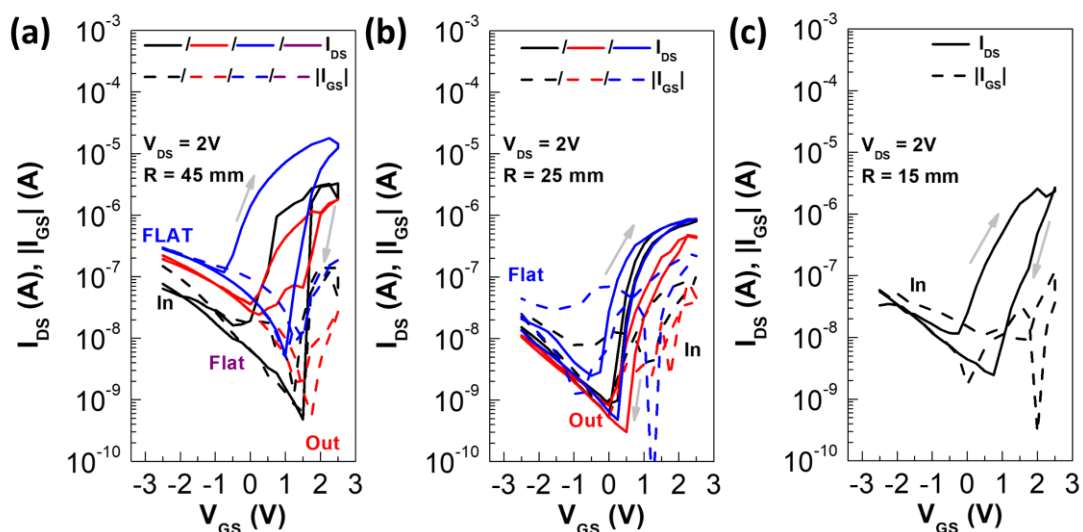 (a)
10^-3
10^-4
10^-5
10^-6
10^-7
10^-8
10^-9
10^-10
I_DS (A), |I_GS| (A)
/ / / I_DS
/ / / |I_GS|
V_DS = 2V
R = 45 mm
FLAT
In
Flat
Out
-3 -2 -1 0 1 2 3
V_GS (V)
(b)
10^-3
10^-4
10^-5
10^-6
10^-7
10^-8
10^-9
10^-10
I_DS (A), |I_GS| (A)
/ / I_DS
/ / |I_GS|
V_DS = 2V
R = 25 mm
Flat
In
Out
-3 -2 -1 0 1 2 3
V_GS (V)
(c)
10^-3
10^-4
10^-5
10^-6
10^-7
10^-8
10^-9
10^-10
I_DS (A), |I_GS| (A)
I_DS
|I_GS|
V_DS = 2V
R = 15 mm
In
-3 -2 -1 0 1 2 3
V_GS (V)